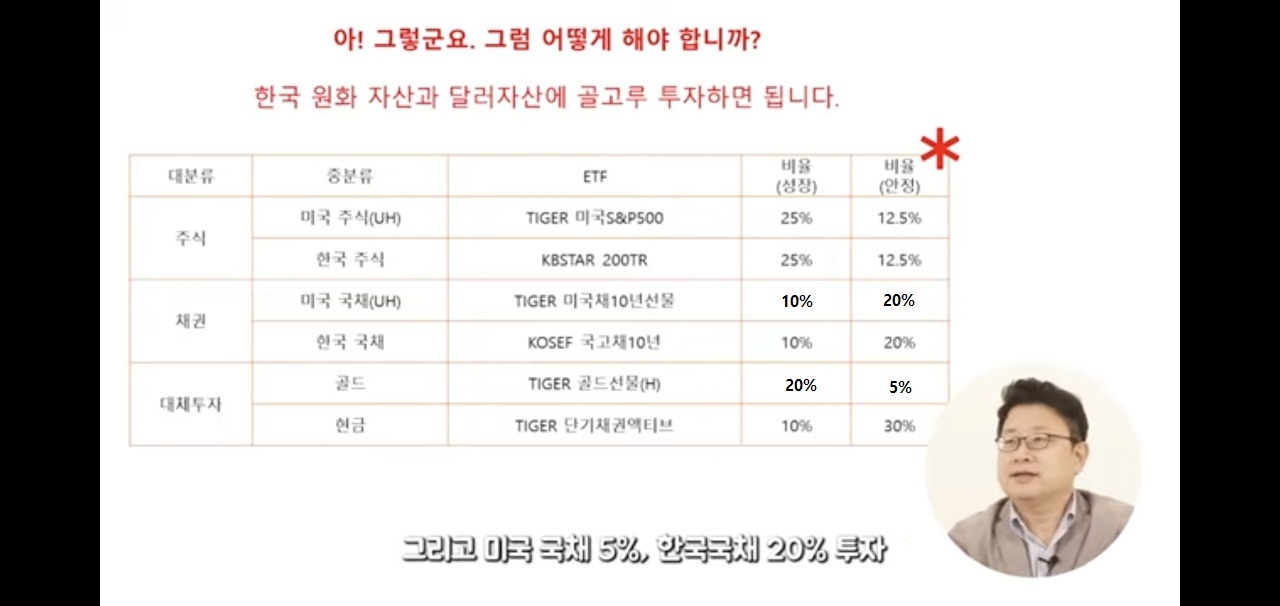 아! 그렇군요. 그럼 어떻게 해야 합니까?
한국 원화 자산과 달러자산에 골고루 투자하면 됩니다.
대분류 중분류 ETF 비율 (성장) 비율 (안정)
주식 미국 주식(UH) TIGER 미국S&P500 25% 12.5%
한국 주식 KBSTAR 200TR 25% 12.5%
채권 미국 국채(UH) TIGER 미국채10년선물 10% 20%
한국 국채 KOSEF 국고채10년 10% 20%
대체투자 골드 TIGER 골드선물(H) 20% 5%
현금 TIGER 단기채권액티브 10% 30%
그리고 미국 국채 5%, 한국국채 20% 투자